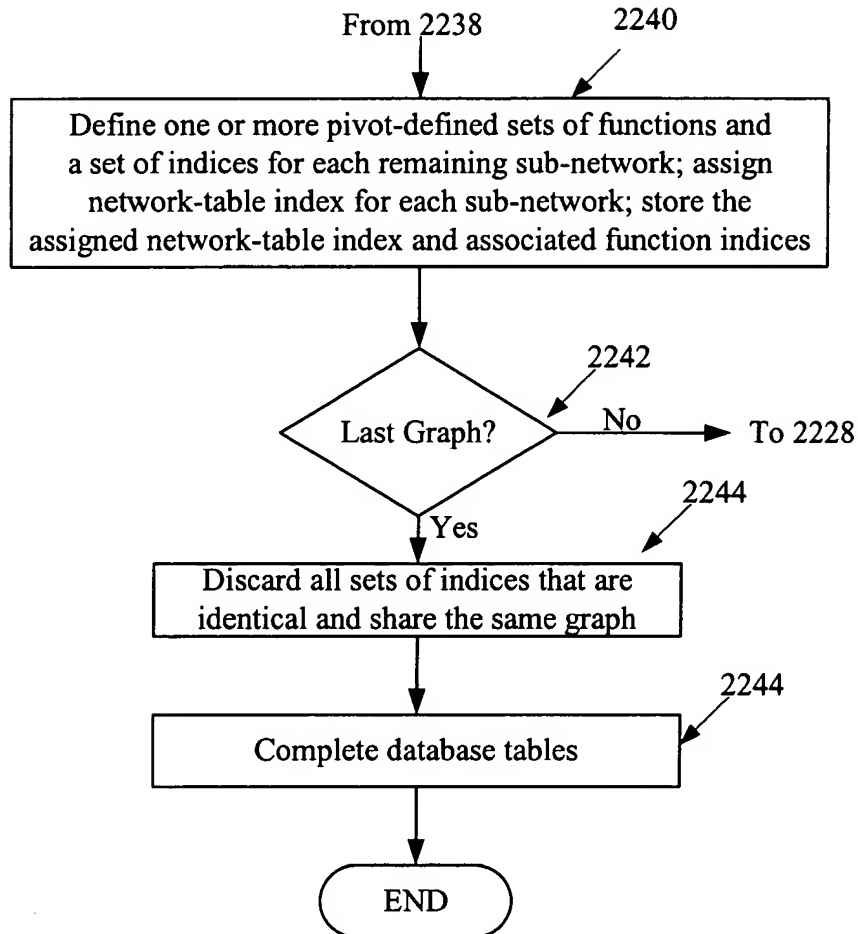 From 2238
2240
Define one or more pivot-defined sets of functions and
a set of indices for each remaining sub-network; assign
network-table index for each sub-network; store the
assigned network-table index and associated function indices
2242
Last Graph?
No
To 2228
Yes
2244
Discard all sets of indices that are
identical and share the same graph
2244
Complete database tables
END